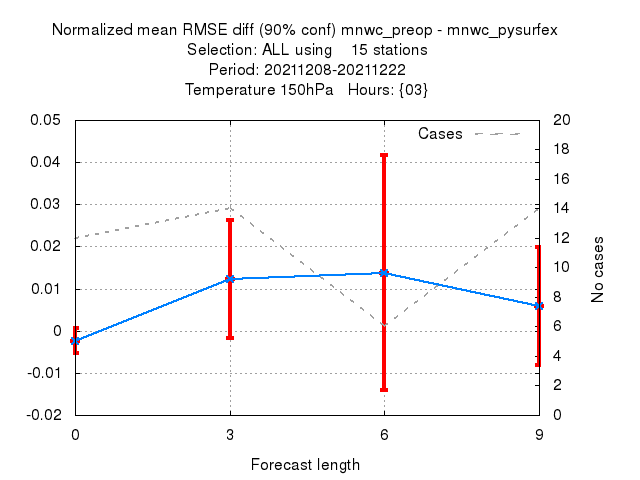 Normalized mean RMSE diff (90% conf) mnwc_preop - mnwc_pysurfex
Selection: ALL using 15 stations
Period: 20211208-20211222
Temperature 150hPa Hours: {03}
0.05
0.04
0.03
0.02
0.01
0
-0.01
-0.02
Cases
20
18
16
14
12
10
8
6
4
2
0
No cases
0 3 6 9
Forecast length